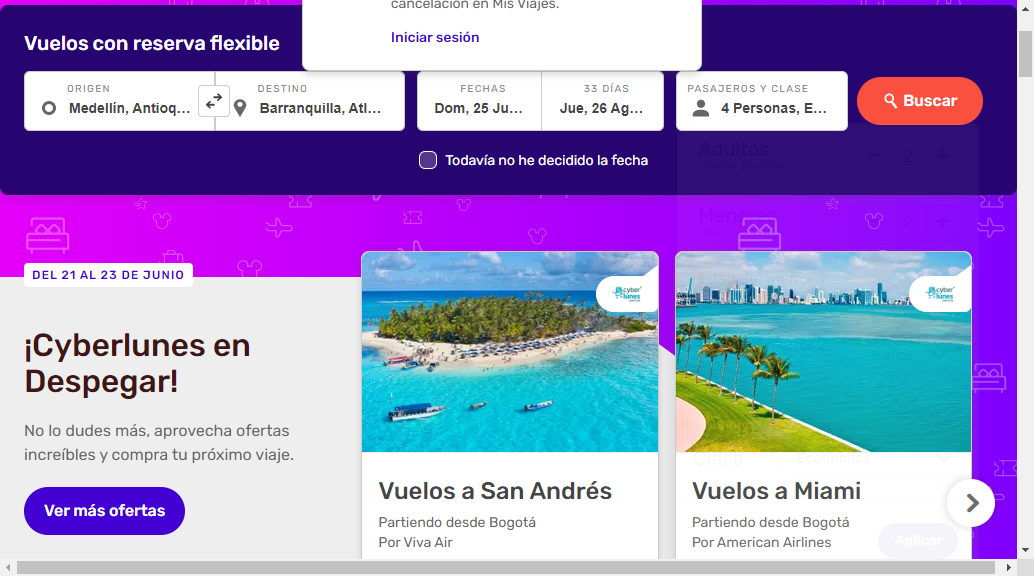 cancelación en Mis Viajes.
Iniciar sesión
Vuelos con reserva flexible
ORIGEN
Medellín, Antioq...
DESTINO
Barranquilla, Atl...
FECHAS
Dom, 25 Ju...
33 DÍAS
Jue, 26 Ag...
PASAJEROS Y CLASE
4 Personas, E...
Buscar
Todavía no he decidido la fecha
Adultos
2
Menores
2
DEL 21 AL 23 DE JUNIO
¡Cyberlunes en
Despegar!
No lo dudes más, aprovecha ofertas
increíbles y compra tu próximo viaje.
Ver más ofertas
cyber
lunes
Vuelos a San Andrés
Partiendo desde Bogotá
Por Viva Air
cyber
lunes
Clase
Económica
Vuelos a Miami
Partiendo desde Bogotá
Por American Airlines
Aplicar